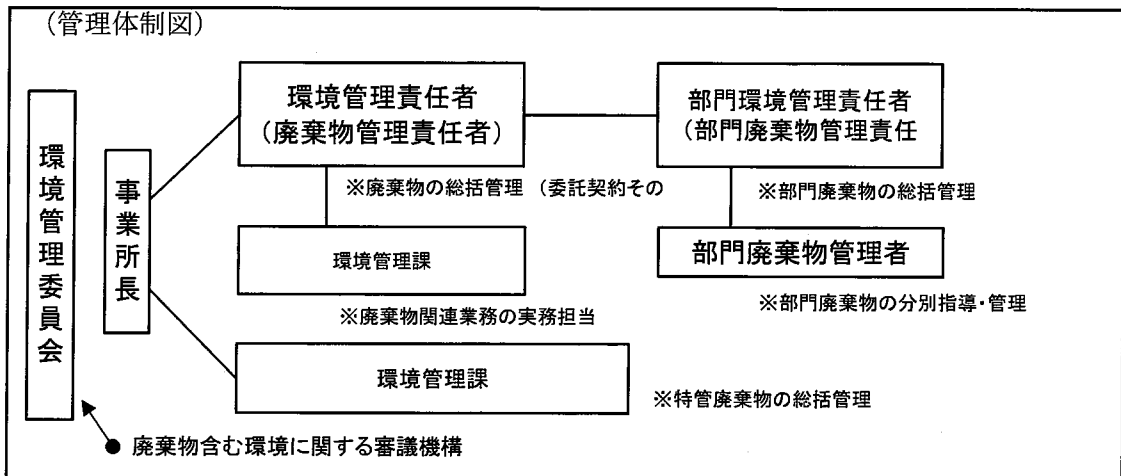 （管理体制図）
環境管理委員会
事業所長
環境管理責任者
（廃棄物管理責任者）
※廃棄物の総括管理 （委託契約その
環境管理課
※廃棄物関連業務の実務担当
部門環境管理責任者
（部門廃棄物管理責任
※部門廃棄物の総括管理
部門廃棄物管理者
※部門廃棄物の分別指導・管理
環境管理課
※特管廃棄物の総括管理
● 廃棄物含む環境に関する審議機構